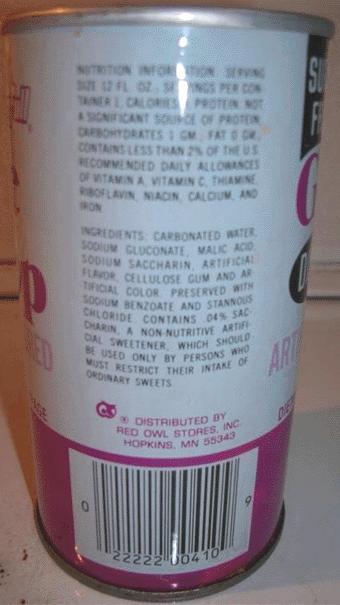 NUTRITION INFORMATION SERVING
SIZE 12 FL. OZ., SERVINGS PER CON-
TAINER 1, CALORIES PROTEIN NOT
A SIGNIFICANT SOURCE OF PROTEIN
CARBOHYDRATES 1 GM., FAT 0 GM.,
CONTAINS LESS THAN 2% OF THE U.S.
RECOMMENDED DAILY ALLOWANCES
OF VITAMIN A, VITAMIN C, THIAMINE,
RIBOFLAVIN, NIACIN, CALCIUM, AND
IRON
INGREDIENTS: CARBONATED WATER,
SODIUM GLUCONATE, MALIC ACID,
SODIUM SACCHARIN, ARTIFICIAL
FLAVOR, CELLULOSE GUM AND AR-
TIFICIAL COLOR. PRESERVED WITH
SODIUM BENZOATE AND STANNOUS
CHLORIDE. CONTAINS .04% SAC-
CHARIN, A NON-NUTRITIVE ARTIFI-
CIAL SWEETENER, WHICH SHOULD
BE USED ONLY BY PERSONS WHO
MUST RESTRICT THEIR INTAKE OF
ORDINARY SWEETS
® DISTRIBUTED BY
RED OWL STORES, INC.
HOPKINS, MN 55343
0 22222 00410 9
SU
F
G
D
ART
DIE
p
ED
AGE